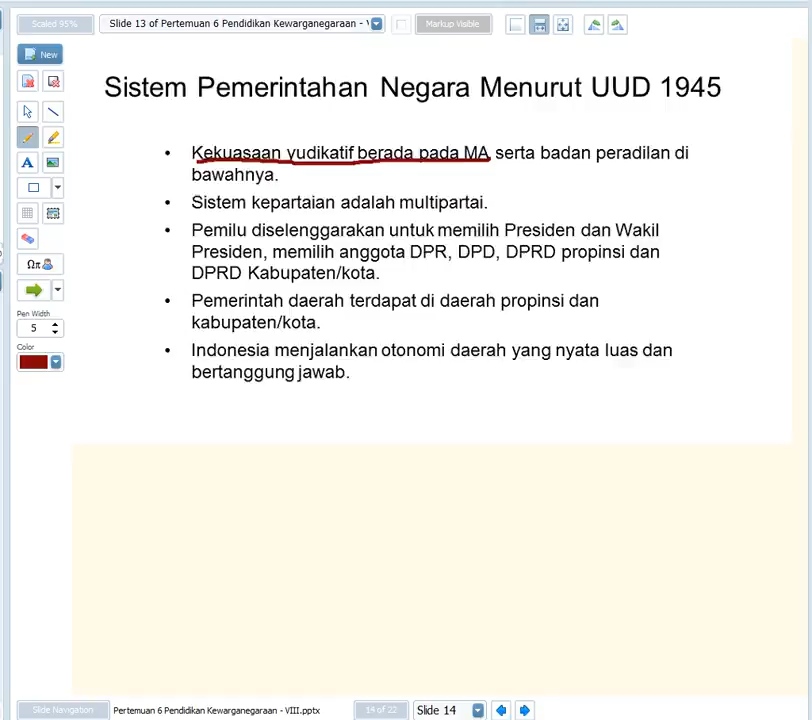 Scaled 95%
Slide 13 of Pertemuan 6 Pendidikan Kewarganegaraan -
Markup Visible
New
Sistem Pemerintahan Negara Menurut UUD 1945
• Kekuasaan yudikatif berada pada MA serta badan peradilan di
bawahnya.
• Sistem kepartaian adalah multipartai.
• Pemilu diselenggarakan untuk memilih Presiden dan Wakil
Presiden, memilih anggota DPR, DPD, DPRD propinsi dan
DPRD Kabupaten/kota.
• Pemerintah daerah terdapat di daerah propinsi dan
kabupaten/kota.
• Indonesia menjalankan otonomi daerah yang nyata luas dan
bertanggung jawab.
A
Ωπ
Pen Width
5
Color
Slide Navigation
Pertemuan 6 Pendidikan Kewarganegaraan - VIII.pptx
14 of 22
Slide 14